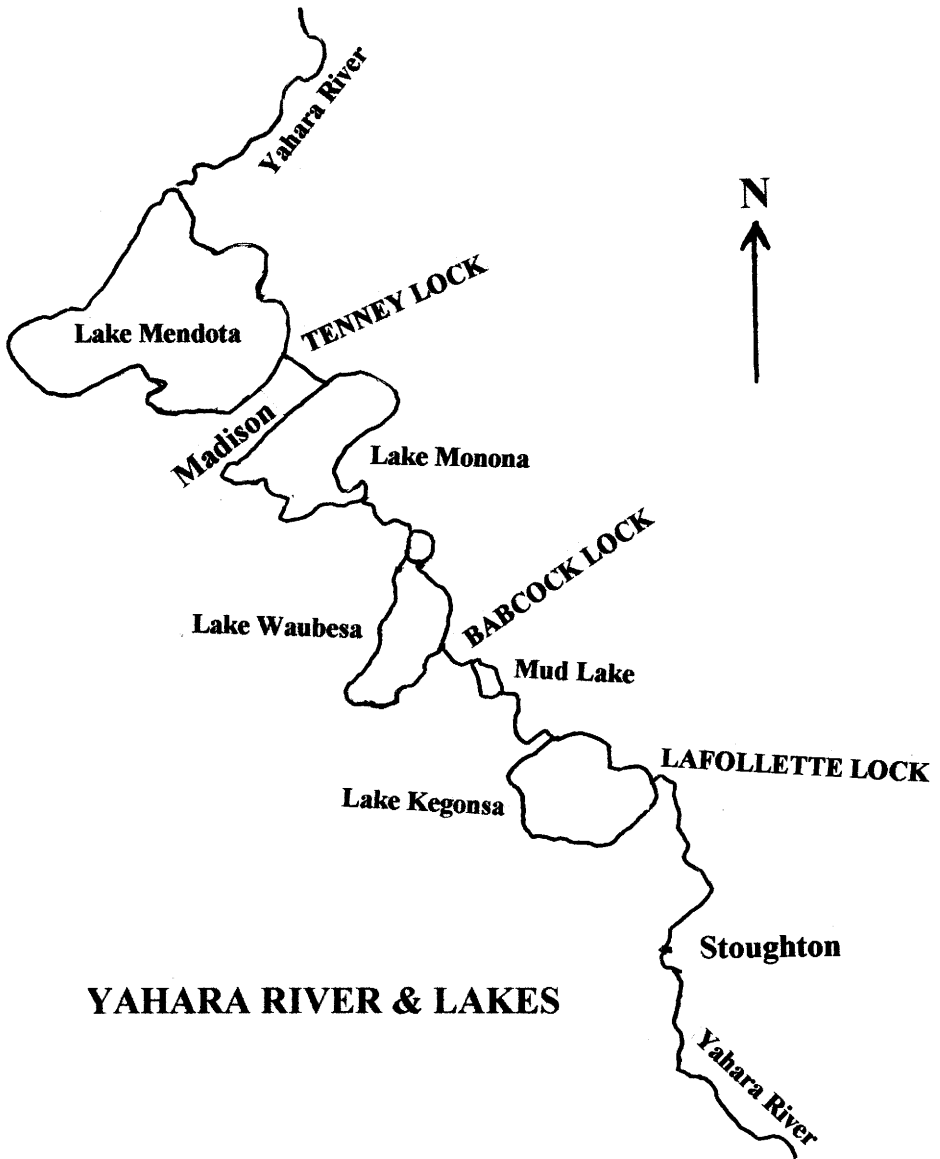 Yahara River
N
TENNEY LOCK
Lake Mendota
Madison
Lake Monona
BABCOCK LOCK
Lake Waubesa
Mud Lake
LAFOLLETTE LOCK
Lake Kegonsa
Stoughton
YAHARA RIVER & LAKES
Yahara River